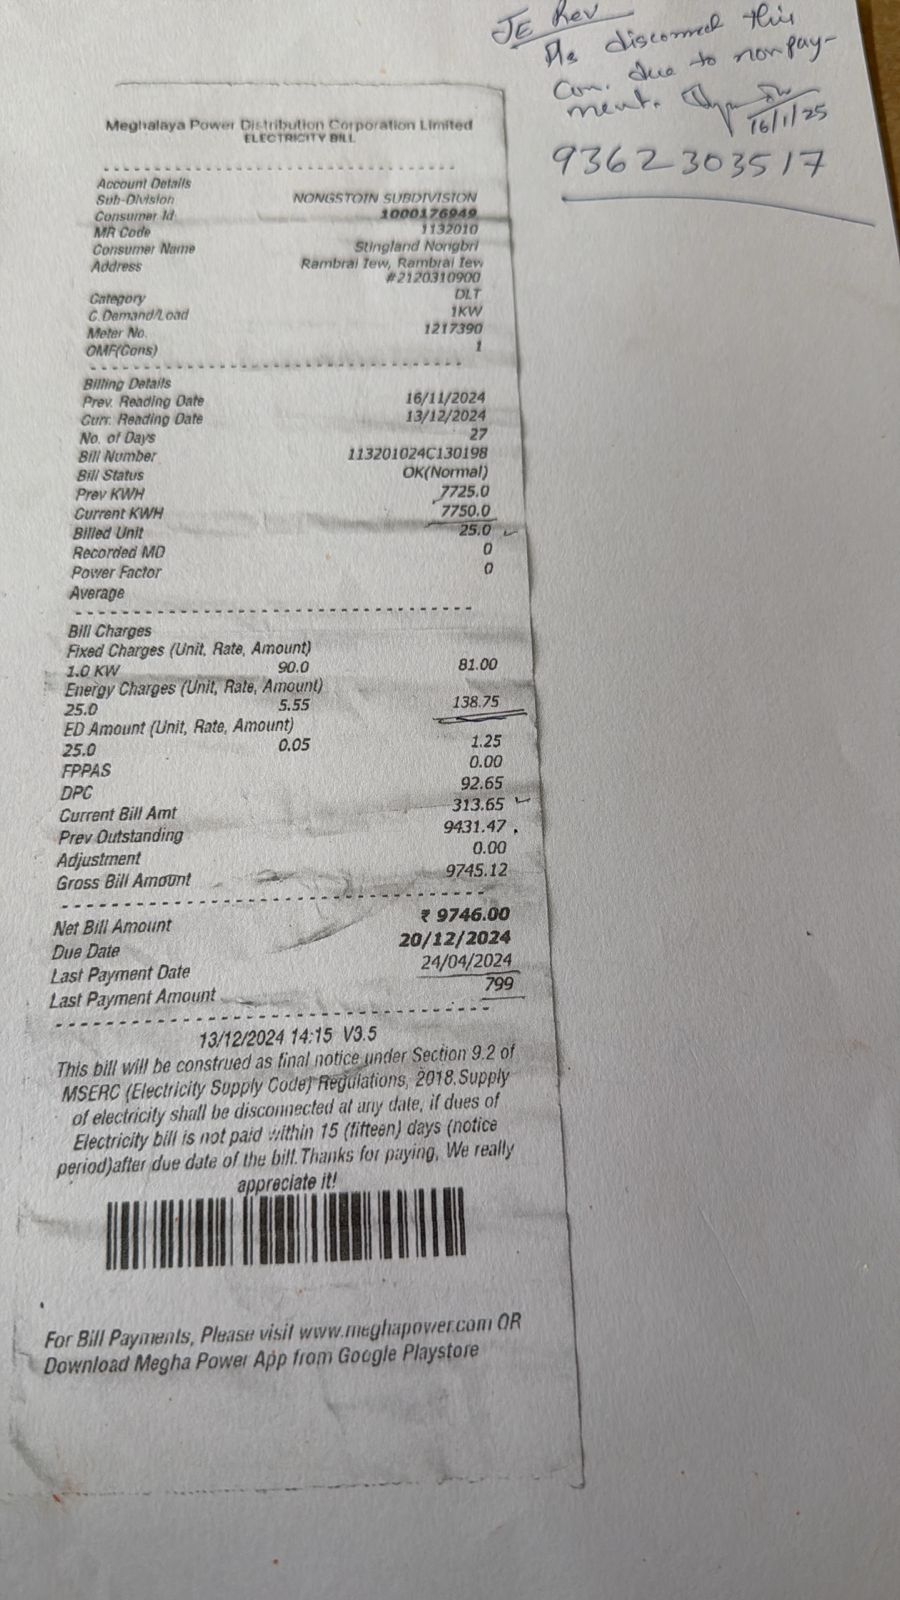 JE Rev
Pls disconnect this
Con. due to nonpay-
ment.
16/1/25
9362303517
Meghalaya Power Distribution Corporation Limited
ELECTRICITY BILL
Account Details
Sub-Division NONGSTOIN SUBDIVISION
Consumer Id 1000176949
MR Code 1132010
Consumer Name Stingland Nongbri
Address Rambrai Iew, Rambrai Iew
#2120310900
Category DLT
C.Demand/Load 1KW
Meter No. 1217390
OMF(Cons) 1
Billing Details
Prev. Reading Date 16/11/2024
Curr. Reading Date 13/12/2024
No. of Days 27
Bill Number 113201024C130198
Bill Status OK(Normal)
Prev KWH 7725.0
Current KWH 7750.0
Billed Unit 25.0
Recorded MD 0
Power Factor 0
Average
Bill Charges
Fixed Charges (Unit, Rate, Amount)
1.0 KW 90.0 81.00
Energy Charges (Unit, Rate, Amount)
25.0 5.55 138.75
ED Amount (Unit, Rate, Amount)
25.0 0.05 1.25
FPPAS 0.00
DPC 92.65
Current Bill Amt 313.65
Prev Outstanding 9431.47
Adjustment 0.00
Gross Bill Amount 9745.12
Net Bill Amount ₹ 9746.00
Due Date 20/12/2024
Last Payment Date 24/04/2024
Last Payment Amount 799
13/12/2024 14:15 V3.5
This bill will be construed as final notice under Section 9.2 of
MSERC (Electricity Supply Code) Regulations, 2018.Supply
of electricity shall be disconnected at any date, if dues of
Electricity bill is not paid within 15 (fifteen) days (notice
period)after due date of the bill.Thanks for paying, We really
appreciate it!
For Bill Payments, Please visit www.meghapower.com OR
Download Megha Power App from Google Playstore